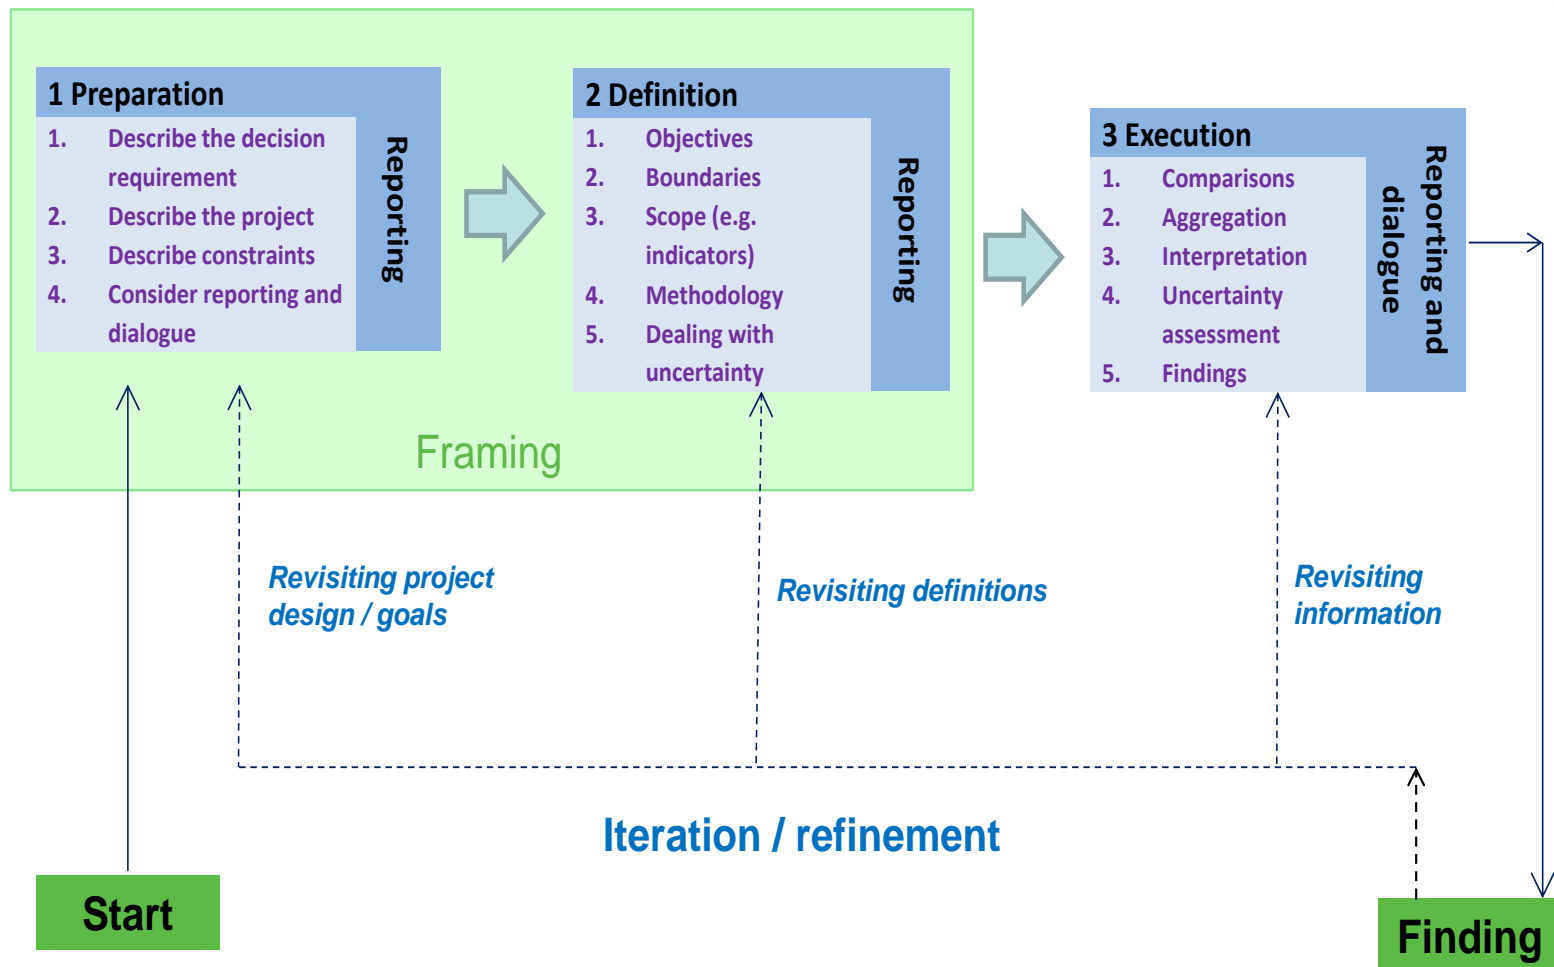 1 Preparation
1. Describe the decision
requirement
2. Describe the project
3. Describe constraints
4. Consider reporting and
dialogue
Reporting
2 Definition
1. Objectives
2. Boundaries
3. Scope (e.g.
indicators)
4. Methodology
5. Dealing with
uncertainty
Reporting
3 Execution
1. Comparisons
2. Aggregation
3. Interpretation
4. Uncertainty
assessment
5. Findings
Reporting and
dialogue
Framing
Revisiting project
design / goals
Revisiting definitions
Revisiting
information
Iteration / refinement
Start
Finding